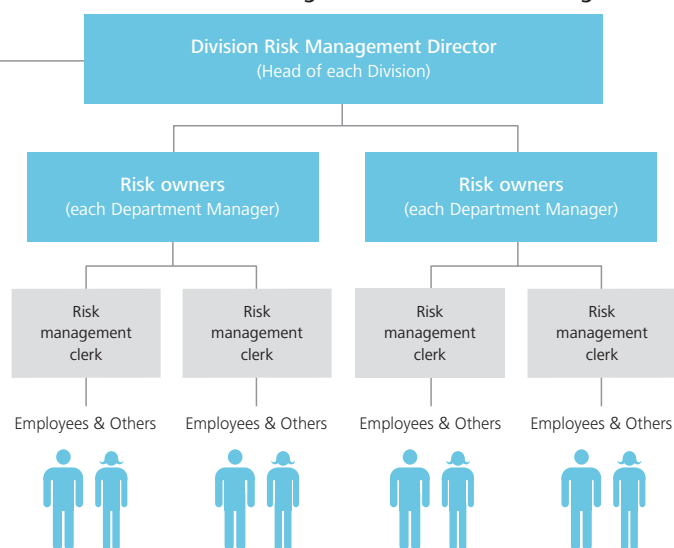 Division Risk Management Director
(Head of each Division)
Risk owners
(each Department Manager)
Risk owners
(each Department Manager)
Risk
management
clerk
Risk
management
clerk
Risk
management
clerk
Risk
management
clerk
Employees & Others
Employees & Others
Employees & Others
Employees & Others